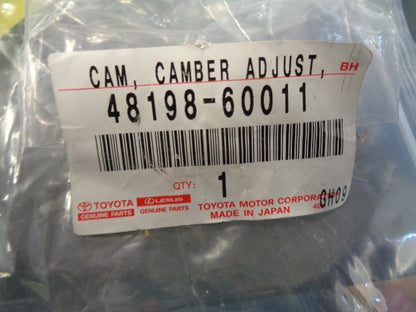 CAM, CAMBER ADJUST, BH
48198-60011
QTY: 1
TOYOTA LEXUS TOYOTA MOTOR CORPORATION
GENUINE PARTS GENUINE PARTS MADE IN JAPAN
GH09